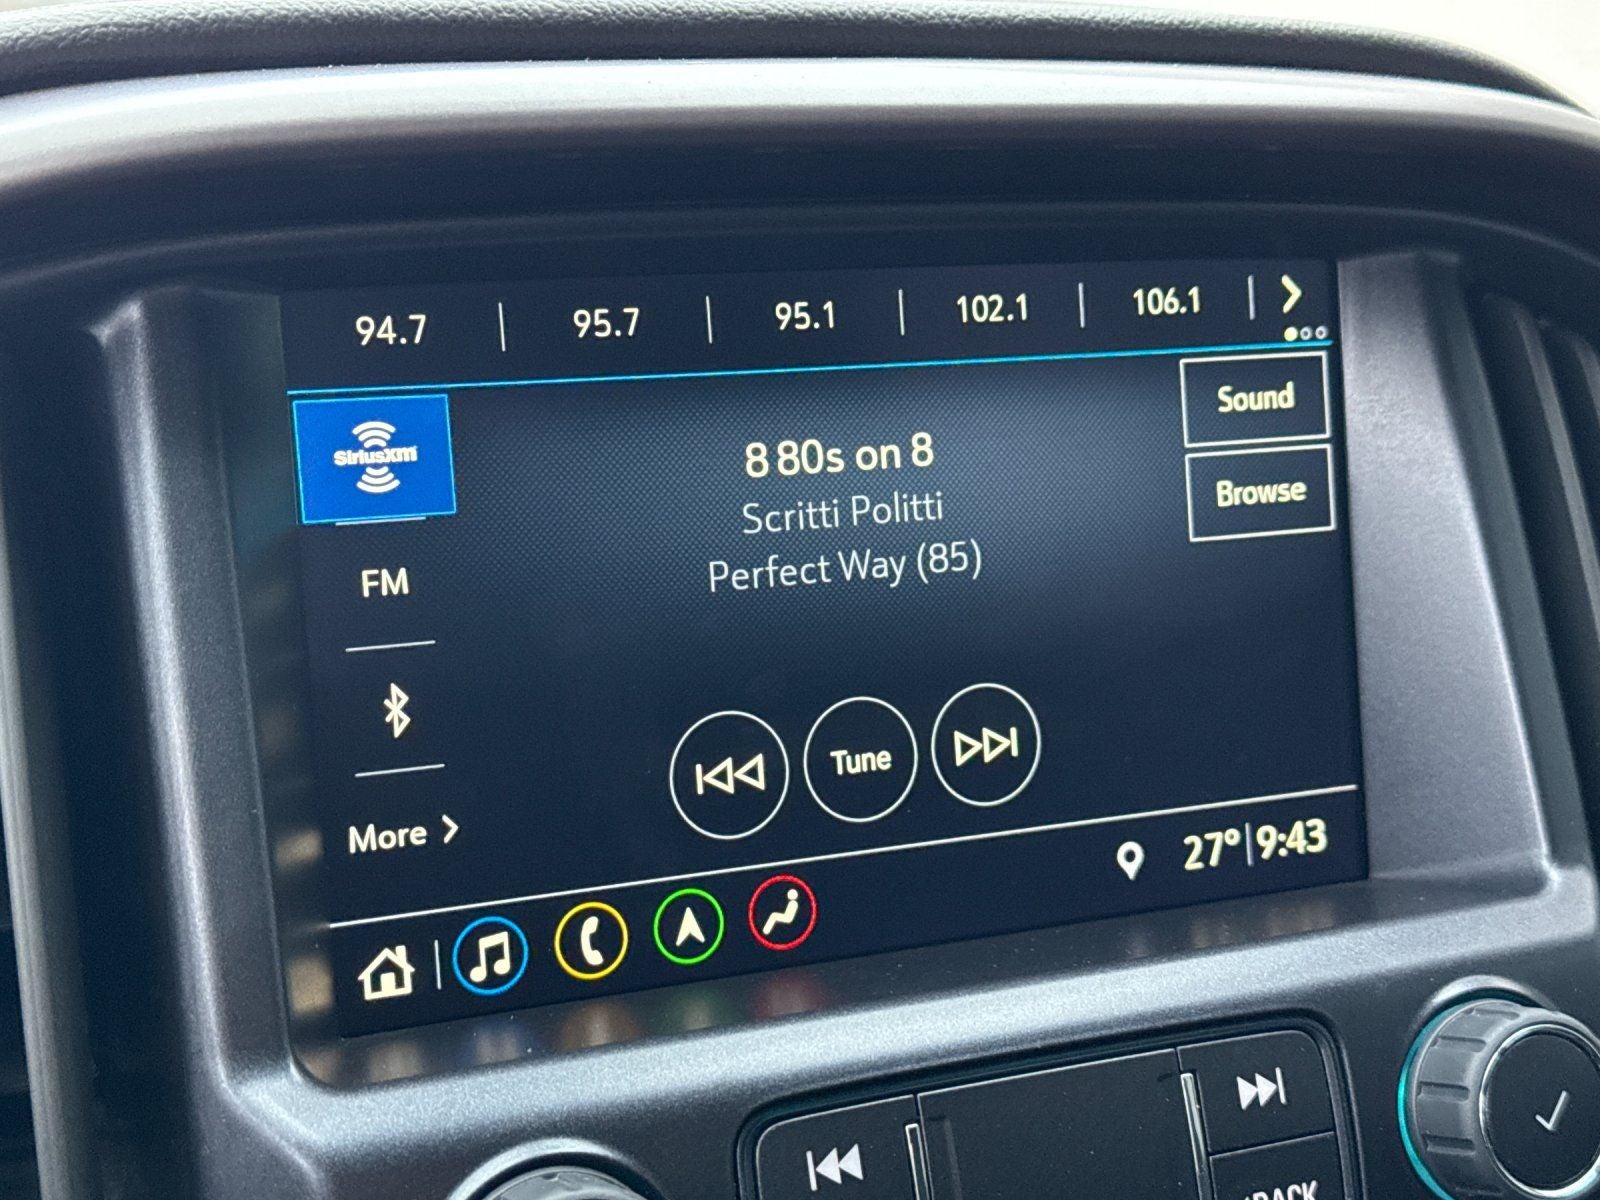 94.7 | 95.7 | 95.1 | 102.1 | 106.1 |
siriusxm
8 80s on 8
Sound
Scritti Politti
Browse
Perfect Way (85)
FM
Tune
More
27° | 9:43
BACK